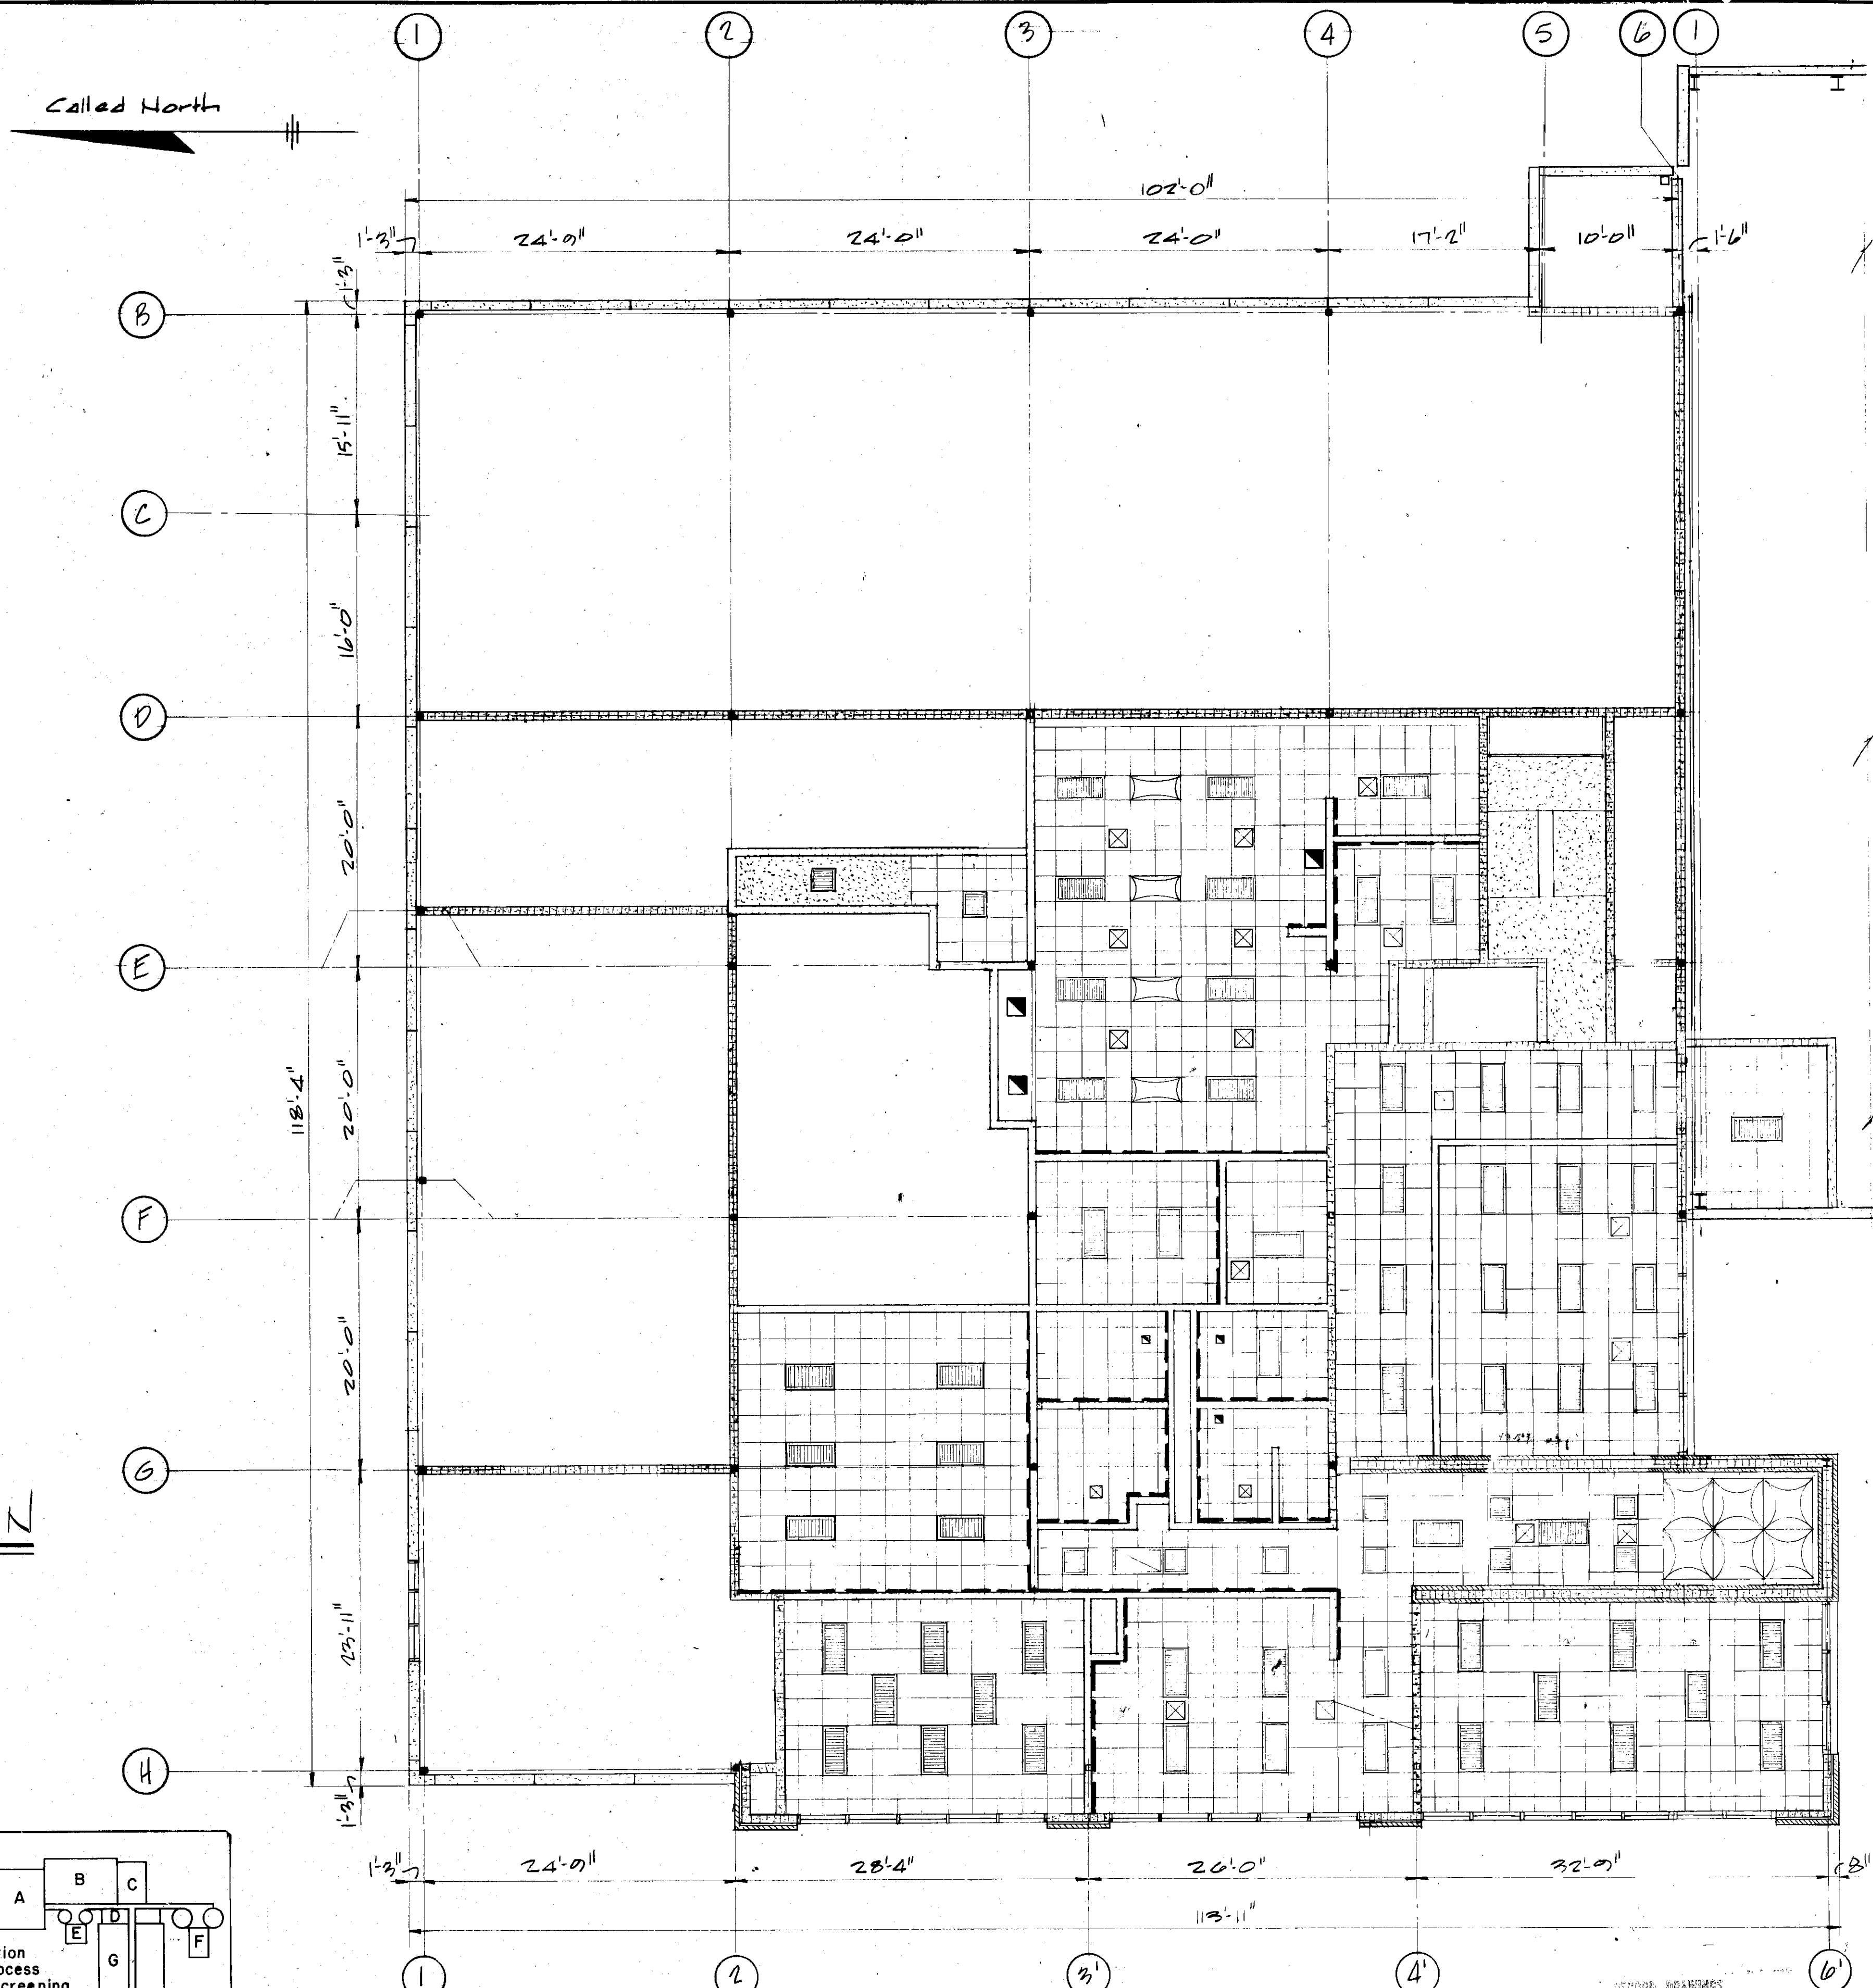 1 2 3 4 5 6 1
Called North
102'-0"
1'-3" 24'-9" 24'-0" 24'-0" 17'-2" 10'-0" 1'-6"
1'-3"
B
15'-11"
C
16'-0"
D
20'-0"
E
118'-4"
20'-0"
F
20'-0"
G
23'-11"
H
1'-3"
1'-3" 24'-9" 28'-4" 26'-0" 32'-9" 8"
113'-11"
1 2 3' 4' 6'
A B C
D
E F
G